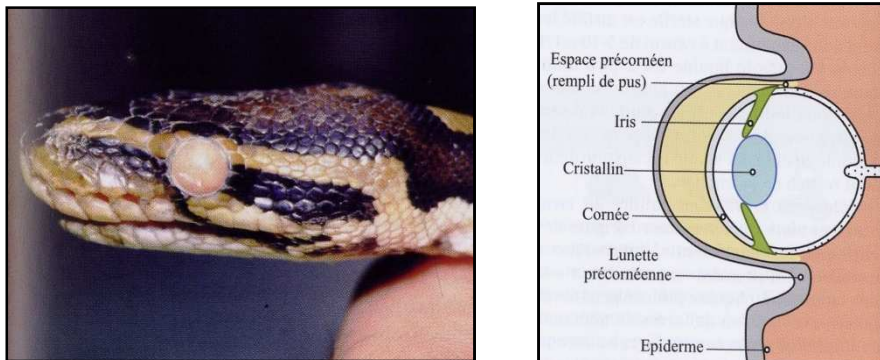 Espace précornéen
(rempli de pus)
Iris
Cristallin
Cornée
Lunette
précornéenne
Epiderme